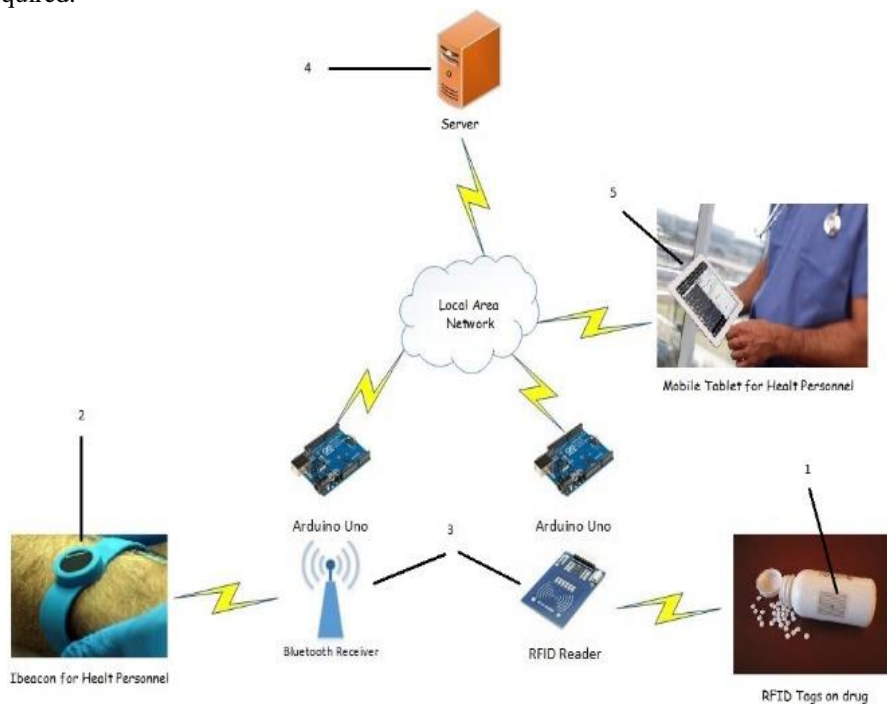 quired.
4
Server
5
Local Area
Network
Mobile Tablet for Healt Personnel
2
1
Arduino Uno
3
Arduino Uno
Bluetooth Receiver
RFID Reader
Ibeacon for Healt Personnel
RFID Tags on drug